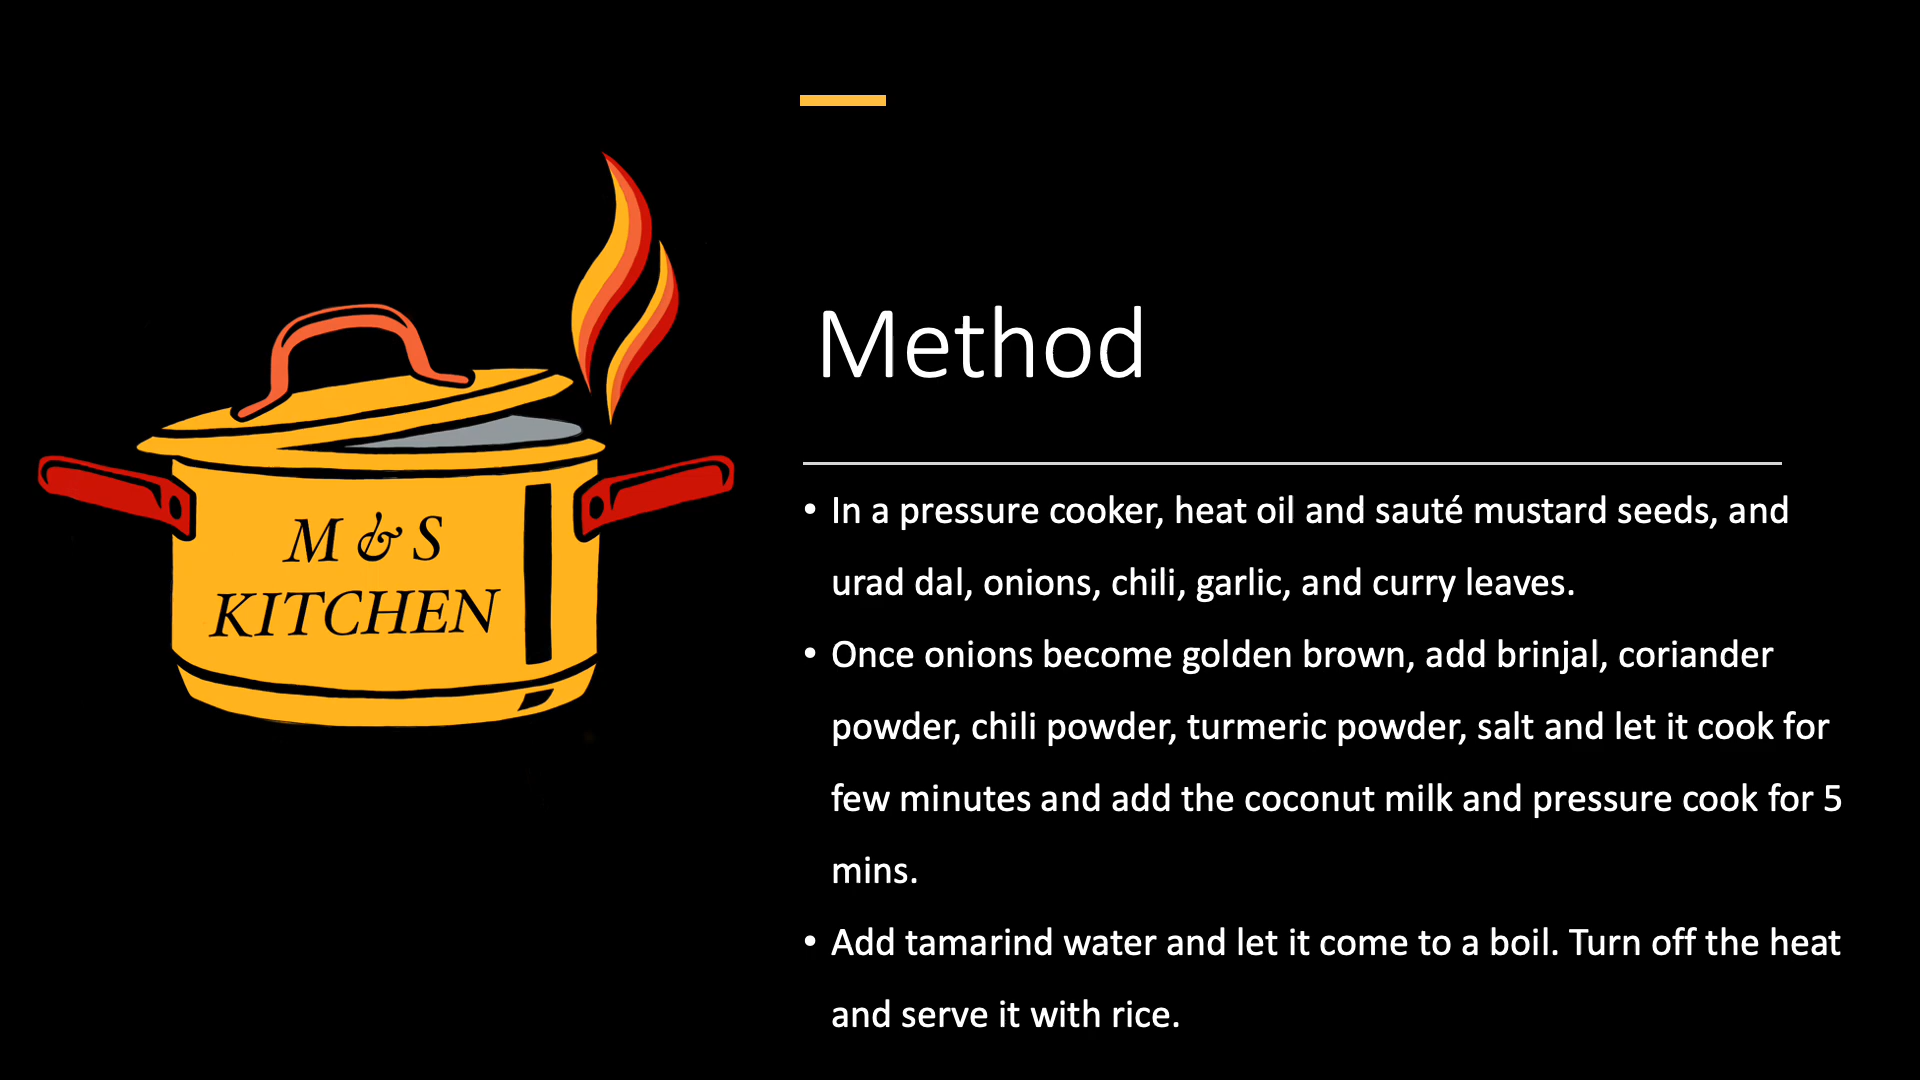 M & S
KITCHEN
Method
• In a pressure cooker, heat oil and sauté mustard seeds, and
urad dal, onions, chili, garlic, and curry leaves.
• Once onions become golden brown, add brinjal, coriander
powder, chili powder, turmeric powder, salt and let it cook for
few minutes and add the coconut milk and pressure cook for 5
mins.
• Add tamarind water and let it come to a boil. Turn off the heat
and serve it with rice.